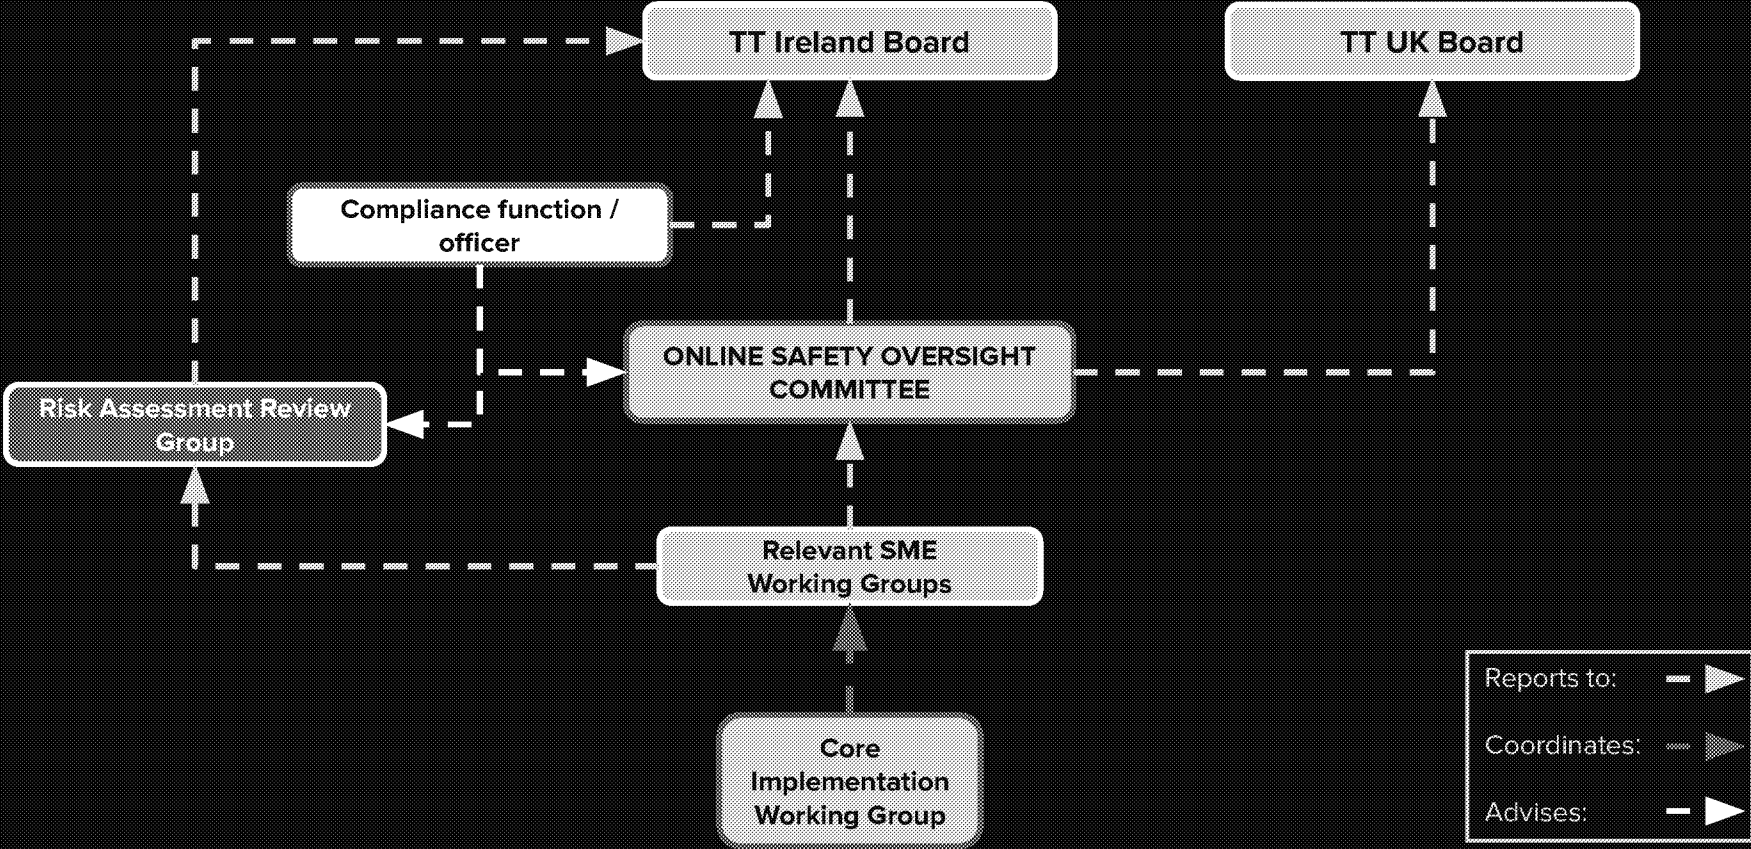 TT Ireland Board
TT UK Board
Compliance function /
officer
ONLINE SAFETY OVERSIGHT
COMMITTEE
Risk Assessment Review
Group
Relevant SME
Working Groups
Core
Implementation
Working Group
Reports to:
Coordinates:
Advises: